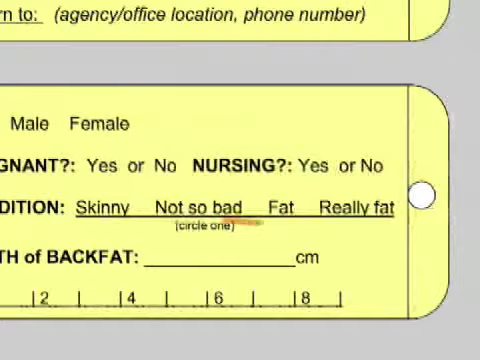 rn to: (agency/office location, phone number)
Male Female
GNANT?: Yes or No NURSING?: Yes or No
DITION: Skinny Not so bad Fat Really fat
(circle one)
TH of BACKFAT: ________________cm
2 4 6 8